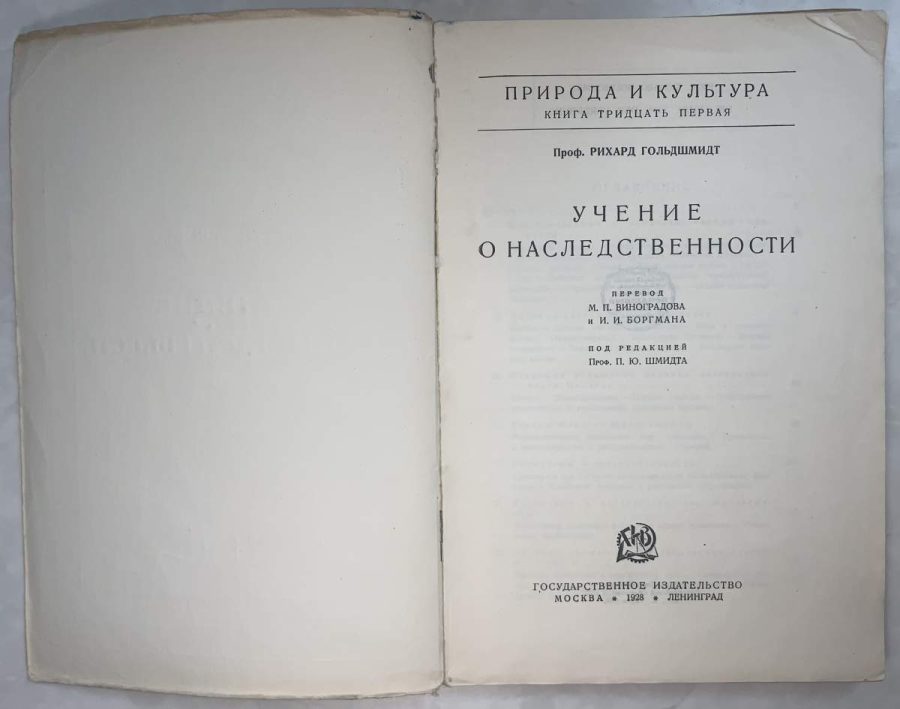 ПРИРОДА И КУЛЬТУРА
КНИГА ТРИДЦАТЬ ПЕРВАЯ
Проф. РИХАРД ГОЛЬДШМИДТ
УЧЕНИЕ
О НАСЛЕДСТВЕННОСТИ
ПЕРЕВОД
М. П. ВИНОГРАДОВА
и И. И. БОРГМАНА
ПОД РЕДАКЦИЕЙ
Проф. П. Ю. ШМИДТА
ГОСУДАРСТВЕННОЕ ИЗДАТЕЛЬСТВО
МОСКВА * 1928 * ЛЕНИНГРАД